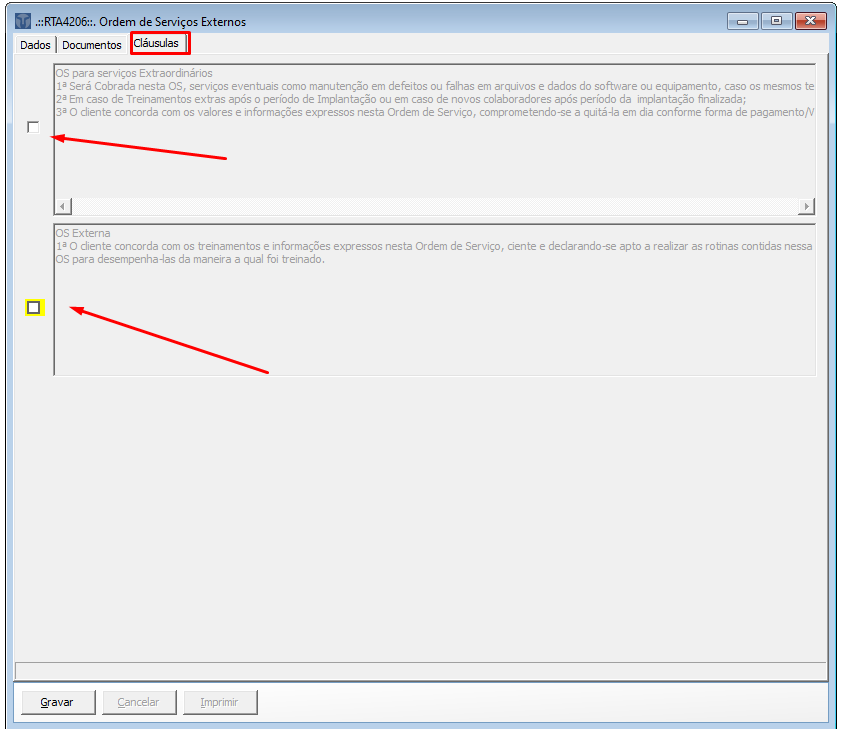 .::RTA4206::. Ordem de Serviços Externos
Dados Documentos Cláusulas
OS para serviços Extraordinários
1ª Será Cobrada nesta OS, serviços eventuais como manutenção em defeitos ou falhas em arquivos e dados do software ou equipamento, caso os mesmos te
2ª Em caso de Treinamentos extras após o período de Implantação ou em caso de novos colaboradores após período da implantação finalizada;
3ª O cliente concorda com os valores e informações expressos nesta Ordem de Serviço, comprometendo-se a quitá-la em dia conforme forma de pagamento/
OS Externa
1ª O cliente concorda com os treinamentos e informações expressos nesta Ordem de Serviço, ciente e declarando-se apto a realizar as rotinas contidas nessa
OS para desempenha-las da maneira a qual foi treinado.
Gravar Cancelar Imprimir